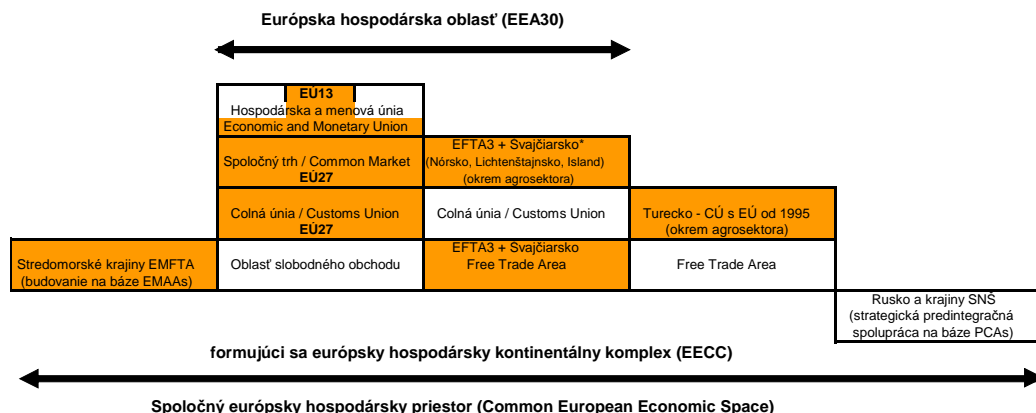 Európska hospodárska oblasť (EEA30)
EÚ13
Hospodárska a menová únia
Economic and Monetary Union
Spoločný trh / Common Market
EÚ27
EFTA3 + Švajčiarsko*
(Nórsko, Lichtenštajnsko, Island)
(okrem agrosektora)
Colná únia / Customs Union
EÚ27
Colná únia / Customs Union
Turecko - CÚ s EÚ od 1995
(okrem agrosektora)
Stredomorské krajiny EMFTA
(budovanie na báze EMAAs)
Oblasť slobodného obchodu
EFTA3 + Švajčiarsko
Free Trade Area
Free Trade Area
Rusko a krajiny SNŠ
(strategická predintegračná
spolupráca na báze PCAs)
formujúci sa európsky hospodársky kontinentálny komplex (EECC)
Spoločný európsky hospodársky priestor (Common European Economic Space)